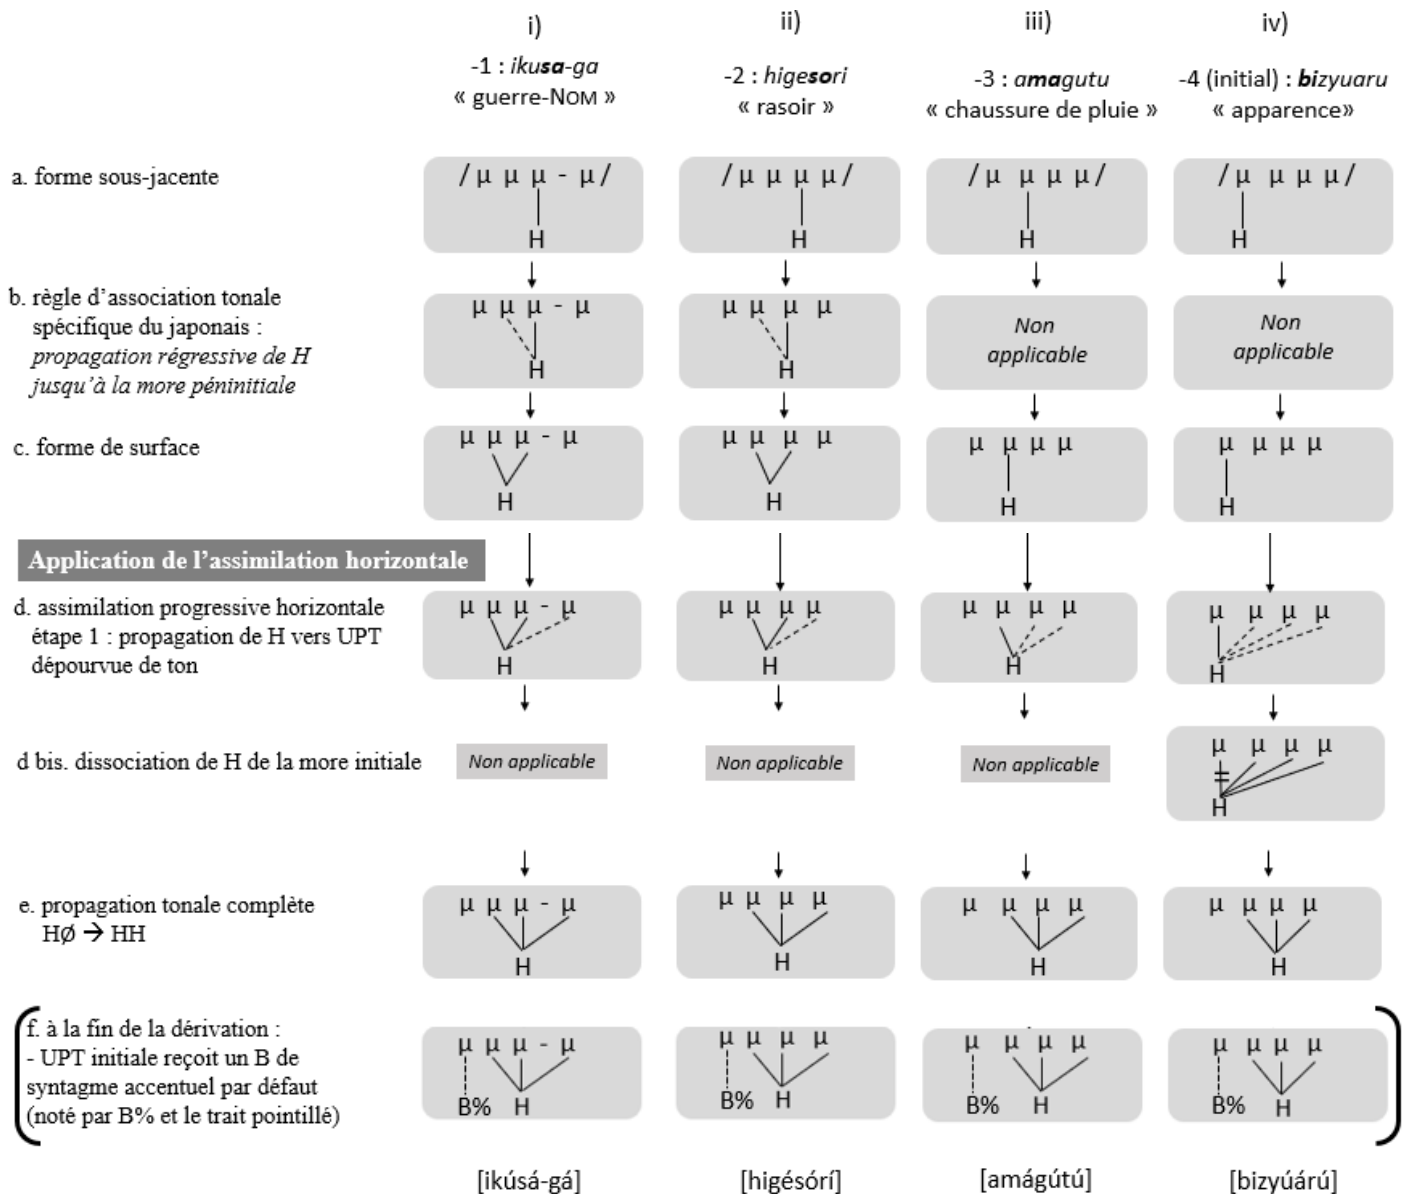 i)
ii)
iii)
iv)
-1 : ikusa-ga
« guerre-NOM »
-2 : higesori
« rasoir »
-3 : amagutu
« chaussure de pluie »
-4 (initial) : bizyuaru
« apparence»
a. forme sous-jacente
/ μ μ μ - μ /
H
/ μ μ μ μ /
H
/ μ μ μ μ /
H
/ μ μ μ μ /
H
b. règle d’association tonale
spécifique du japonais :
propagation régressive de H
jusqu’à la more péninitiale
μ μ μ - μ
H
μ μ μ μ
H
Non
applicable
Non
applicable
c. forme de surface
μ μ μ - μ
H
μ μ μ μ
H
μ μ μ μ
H
μ μ μ μ
H
Application de l’assimilation horizontale
d. assimilation progressive horizontale
étape 1 : propagation de H vers UPT
dépourvue de ton
μ μ μ - μ
H
μ μ μ μ
H
μ μ μ μ
H
μ μ μ μ
H
d bis. dissociation de H de la more initiale
Non applicable
Non applicable
Non applicable
μ μ μ μ
H
e. propagation tonale complète
HØ → HH
μ μ μ - μ
H
μ μ μ μ
H
μ μ μ μ
H
μ μ μ μ
H
f. à la fin de la dérivation :
- UPT initiale reçoit un B de
syntagme accentuel par défaut
(noté par B% et le trait pointillé)
μ μ μ - μ
B% H
μ μ μ μ
B% H
μ μ μ μ
B% H
μ μ μ μ
B% H
[ikúsá-gá]
[higésórí]
[amágútú]
[bizyúárú]